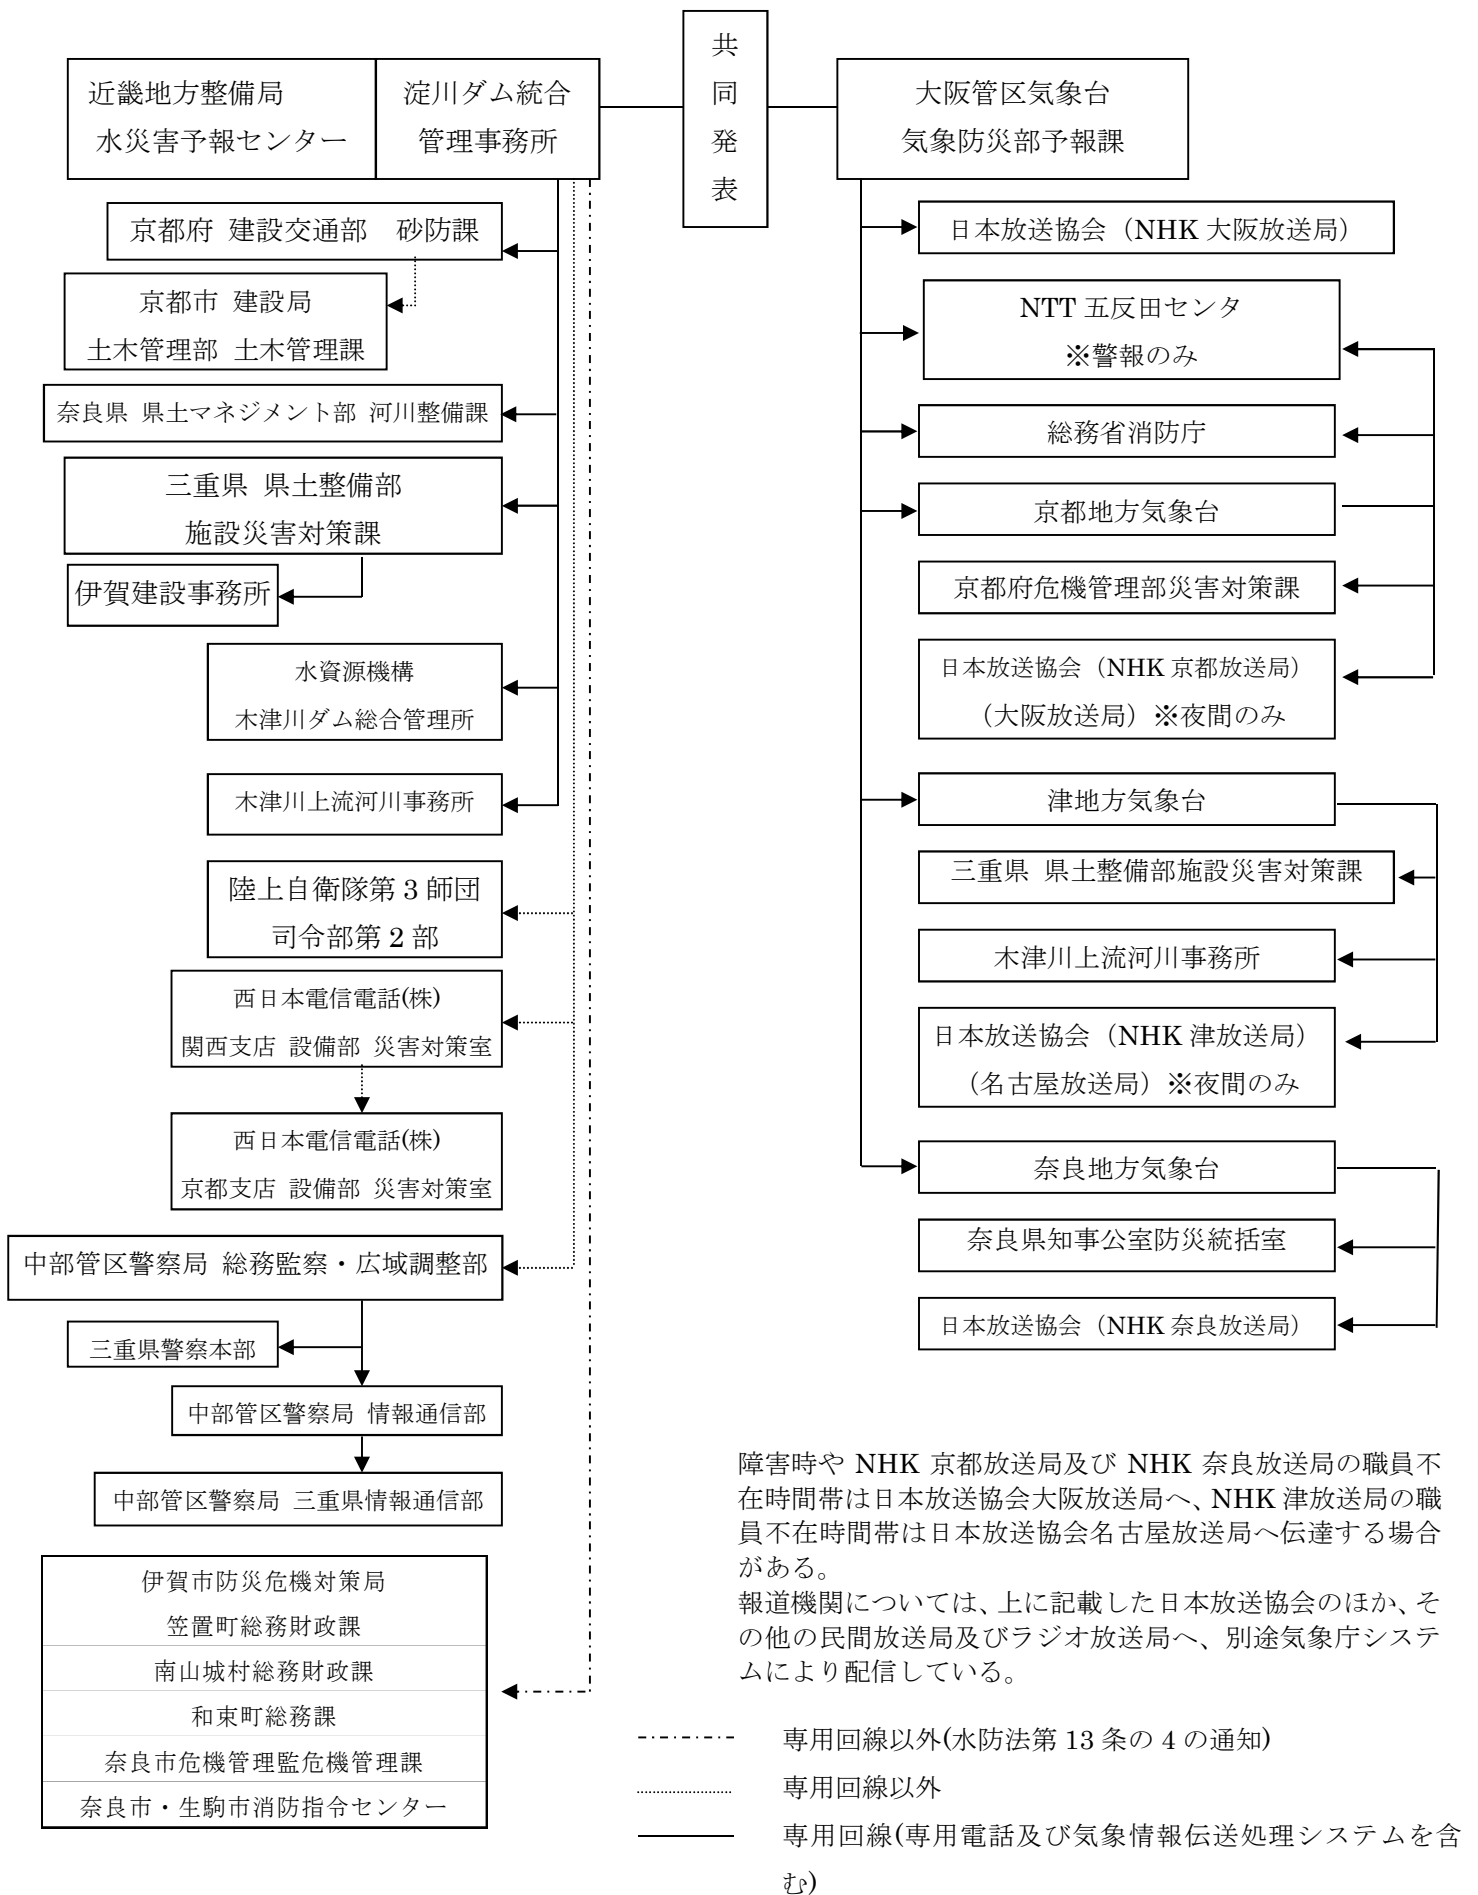 共
同
発
表
近畿地方整備局
水災害予報センター
淀川ダム統合
管理事務所
大阪管区気象台
気象防災部予報課
京都府 建設交通部　砂防課
京都市 建設局
土木管理部 土木管理課
奈良県 県土マネジメント部 河川整備課
三重県 県土整備部
施設災害対策課
伊賀建設事務所
水資源機構
木津川ダム総合管理所
木津川上流河川事務所
陸上自衛隊第 3 師団
司令部第 2 部
西日本電信電話(株)
関西支店 設備部 災害対策室
西日本電信電話(株)
京都支店 設備部 災害対策室
中部管区警察局 総務監察・広域調整部
三重県警察本部
中部管区警察局 情報通信部
中部管区警察局 三重県情報通信部
伊賀市防災危機対策局
笠置町総務財政課
南山城村総務財政課
和束町総務課
奈良市危機管理監危機管理課
奈良市・生駒市消防指令センター
日本放送協会（NHK 大阪放送局）
NTT 五反田センタ
※警報のみ
総務省消防庁
京都地方気象台
京都府危機管理部災害対策課
日本放送協会（NHK 京都放送局）
（大阪放送局）※夜間のみ
津地方気象台
三重県 県土整備部施設災害対策課
木津川上流河川事務所
日本放送協会（NHK 津放送局）
（名古屋放送局）※夜間のみ
奈良地方気象台
奈良県知事公室防災統括室
日本放送協会（NHK 奈良放送局）
障害時や NHK 京都放送局及び NHK 奈良放送局の職員不
在時間帯は日本放送協会大阪放送局へ、NHK 津放送局の職
員不在時間帯は日本放送協会名古屋放送局へ伝達する場合
がある。
報道機関については、上に記載した日本放送協会のほか、そ
の他の民間放送局及びラジオ放送局へ、別途気象庁システ
ムにより配信している。
専用回線以外(水防法第 13 条の 4 の通知)
専用回線以外
専用回線(専用電話及び気象情報伝送処理システムを含
む)